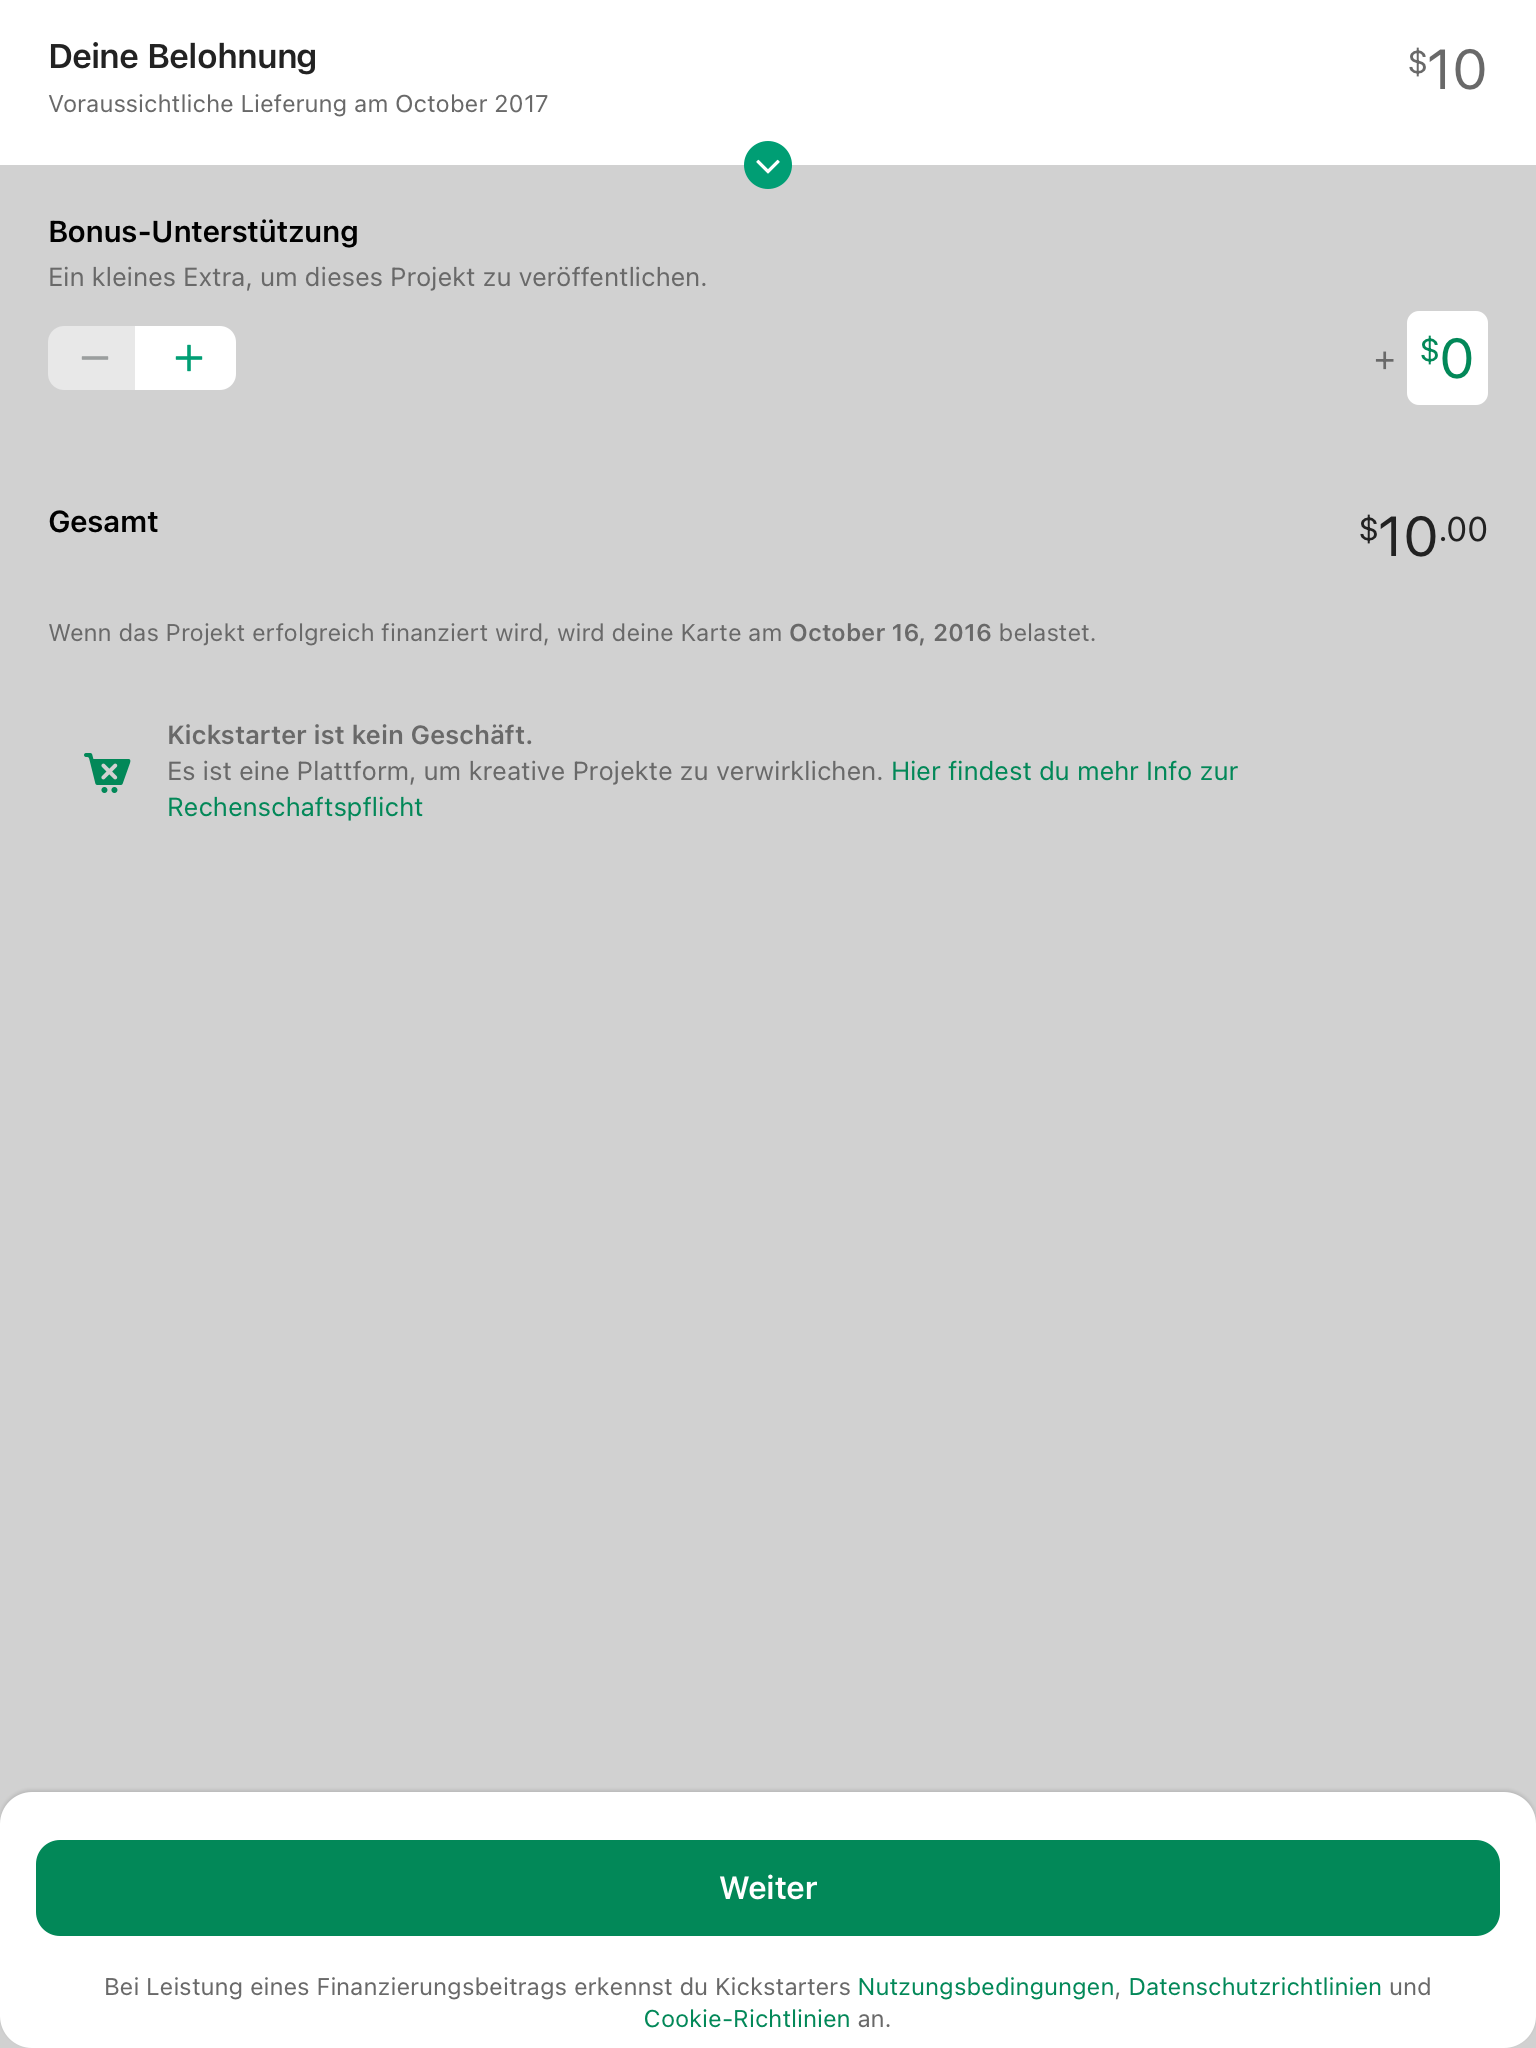 Deine Belohnung
$10
Voraussichtliche Lieferung am October 2017
Bonus-Unterstützung
Ein kleines Extra, um dieses Projekt zu veröffentlichen.
+ $0
Gesamt
$10.00
Wenn das Projekt erfolgreich finanziert wird, wird deine Karte am October 16, 2016 belastet.
Kickstarter ist kein Geschäft.
Es ist eine Plattform, um kreative Projekte zu verwirklichen. Hier findest du mehr Info zur
Rechenschaftspflicht
Weiter
Bei Leistung eines Finanzierungsbeitrags erkennst du Kickstarters Nutzungsbedingungen, Datenschutzrichtlinien und
Cookie-Richtlinien an.